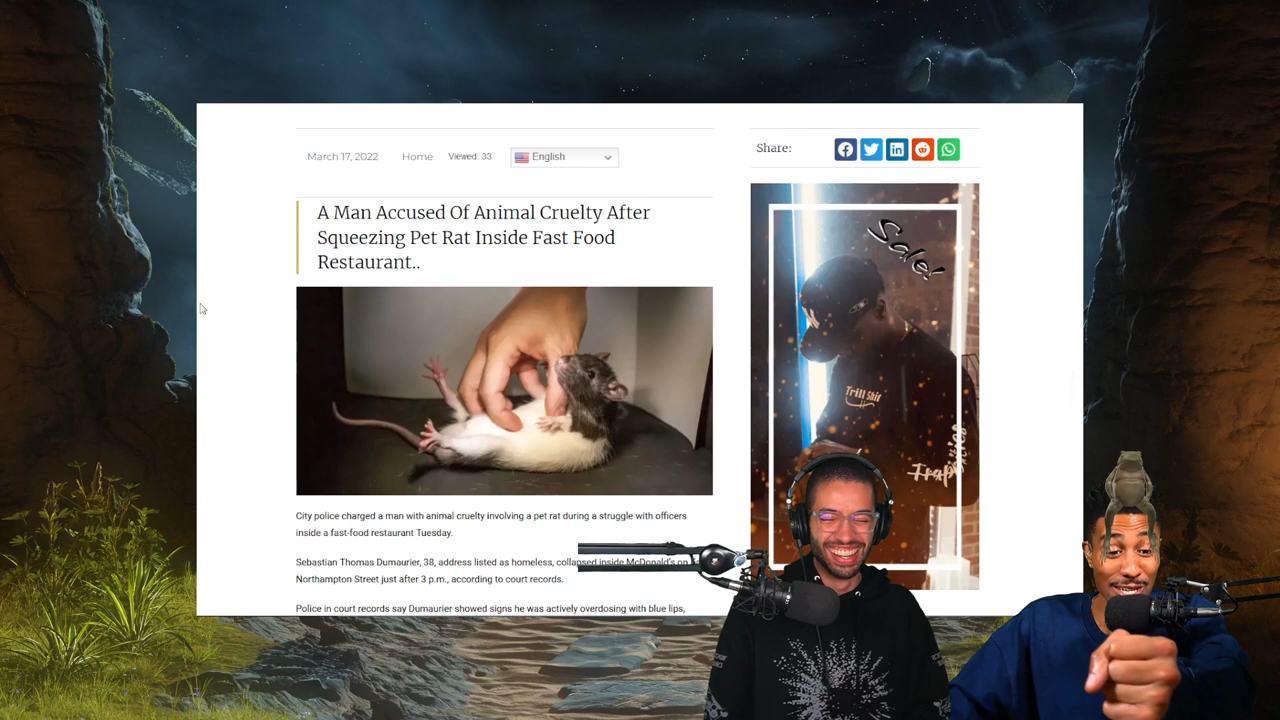 March 17, 2022 Home Viewed: 33 English
Share:
A Man Accused Of Animal Cruelty After
Squeezing Pet Rat Inside Fast Food
Restaurant..
Sale!
Trill Shit
Trap
City police charged a man with animal cruelty involving a pet rat during a struggle with officers
inside a fast-food restaurant Tuesday.
Sebastian Thomas Dumaurier, 38, address listed as homeless, collapsed inside McDonald's on
Northampton Street just after 3 p.m., according to court records.
Police in court records say Dumaurier showed signs he was actively overdosing with blue lips,